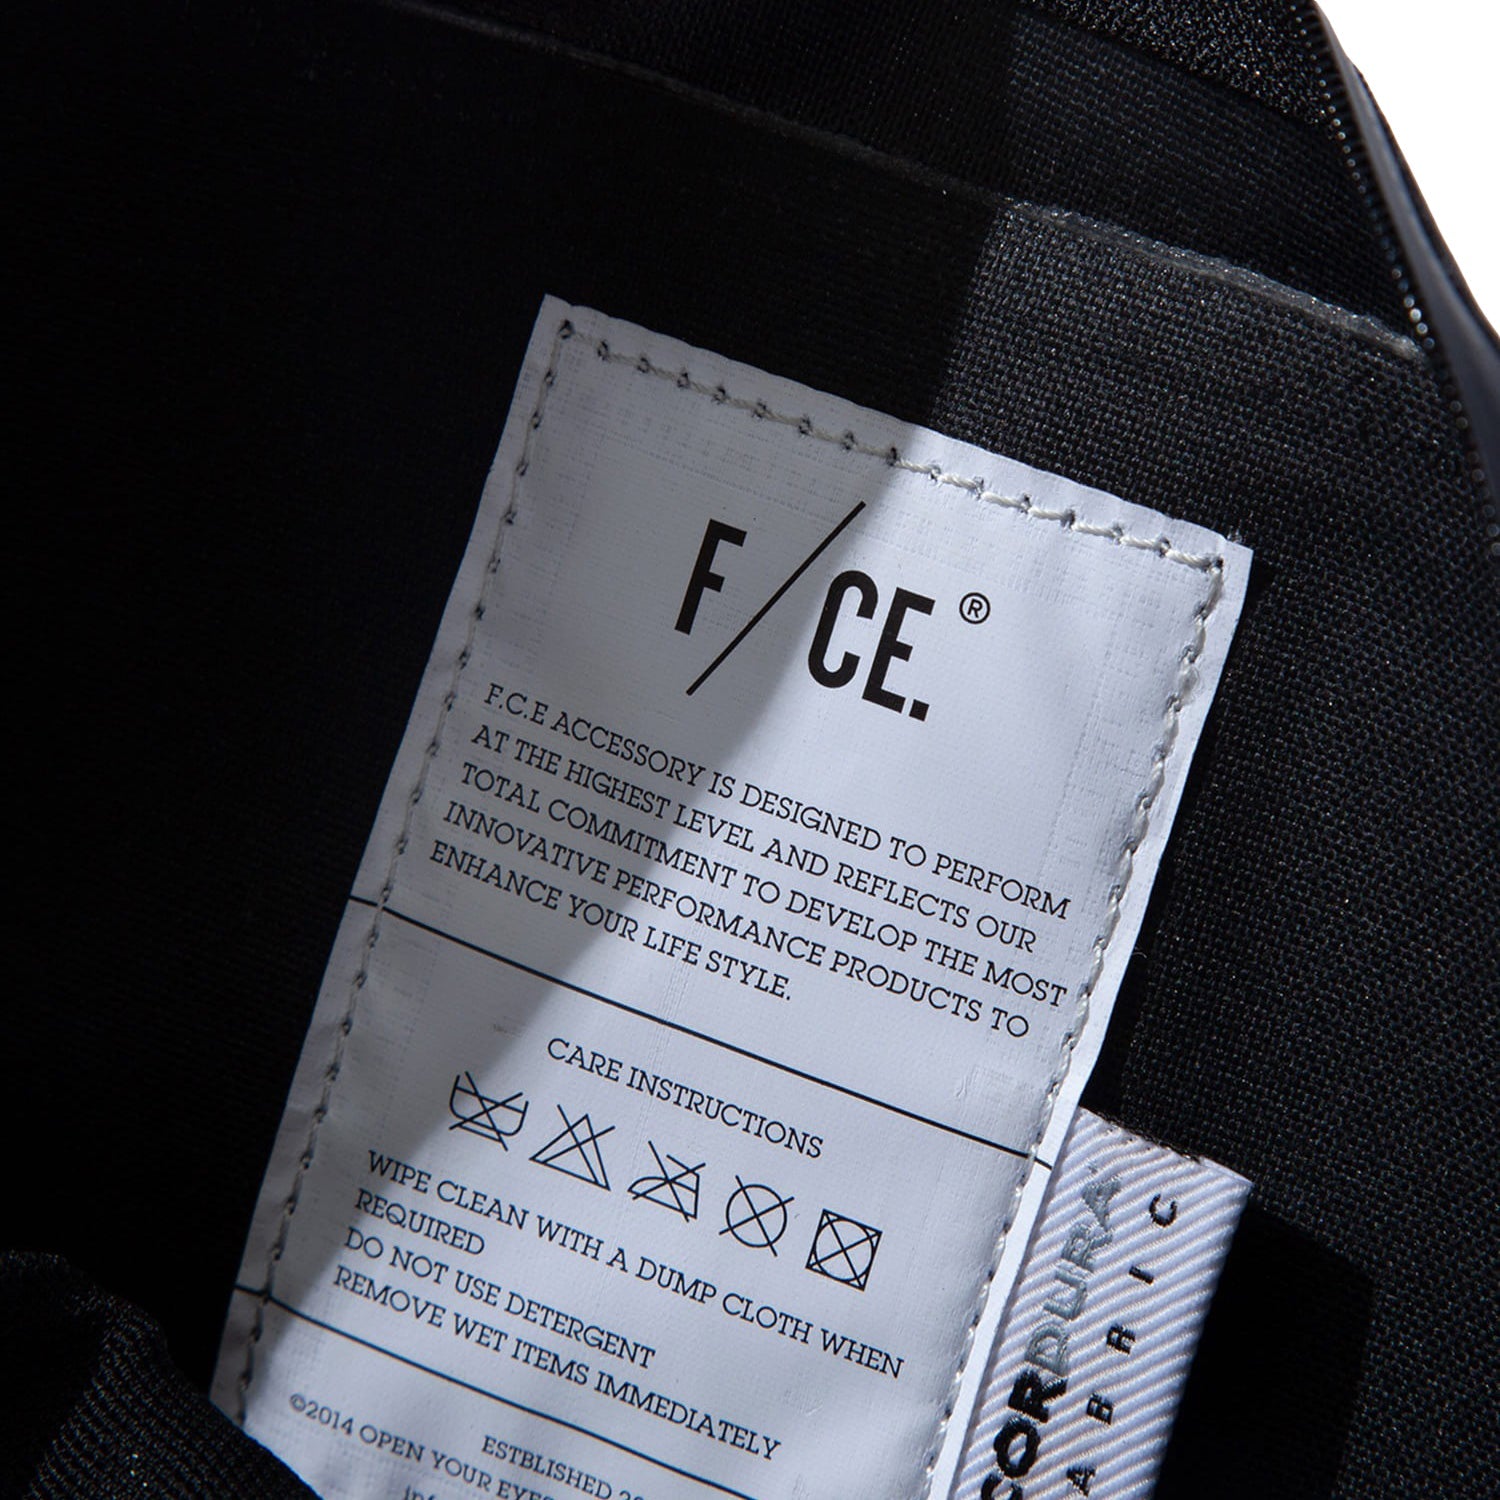 F/CE.®
F.C.E ACCESSORY IS DESIGNED TO PERFORM
AT THE HIGHEST LEVEL AND REFLECTS OUR
TOTAL COMMITMENT TO DEVELOP THE MOST
INNOVATIVE PERFORMANCE PRODUCTS TO
ENHANCE YOUR LIFE STYLE.
CARE INSTRUCTIONS
WIPE CLEAN WITH A DUMP CLOTH WHEN
REQUIRED
DO NOT USE DETERGENT
REMOVE WET ITEMS IMMEDIATELY
ESTBLISHED
©2014 OPEN YOUR EYES
CORDURA
FABRIC